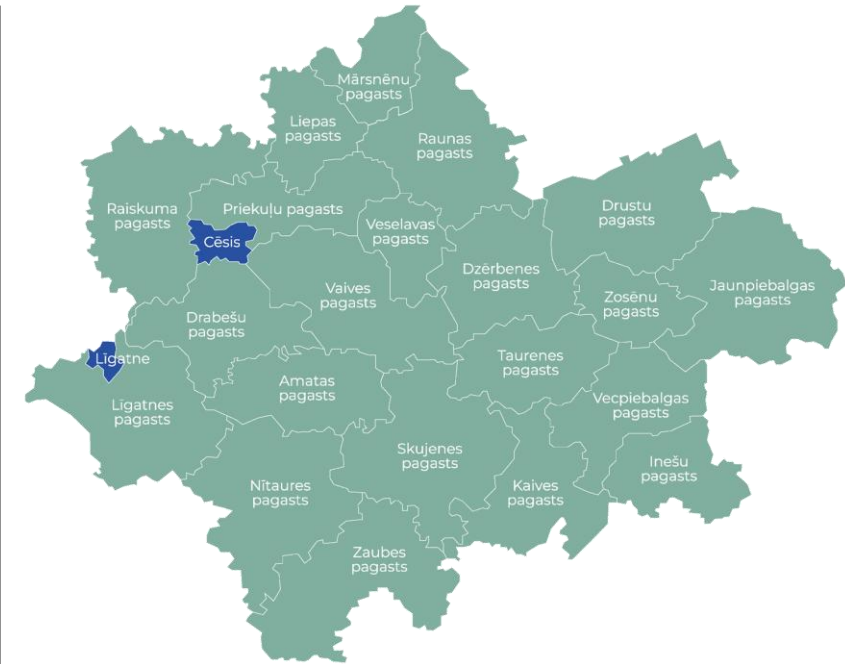 Mārsnēnu
pagasts
Liepas
pagasts
Raunas
pagasts
Raiskuma
pagasts
Priekuļu pagasts
Veselavas
pagasts
Drustu
pagasts
Cēsis
Dzērbenes
pagasts
Vaives
pagasts
Zosēnu
pagasts
Jaunpiebalgas
pagasts
Drabešu
pagasts
Līgatne
Taurenes
pagasts
Amatas
pagasts
Vecpiebalgas
pagasts
Līgatnes
pagasts
Skujenes
pagasts
Inešu
pagasts
Nītaures
pagasts
Kaives
pagasts
Zaubes
pagasts